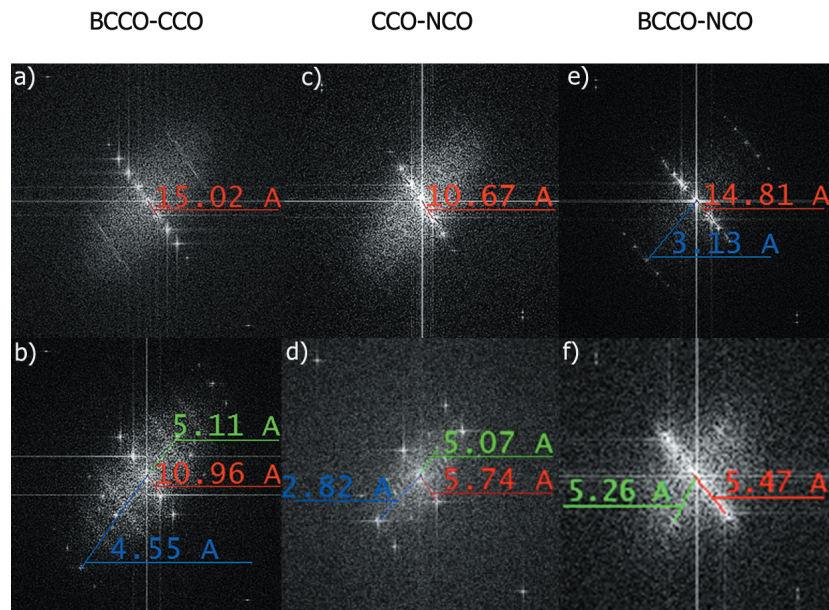 BCCO-CCO CCO-NCO BCCO-NCO
a) c) e)
15.02 A 10.67 A 14.81 A
3.13 A
b) d) f)
5.11 A 5.07 A
10.96 A 2.82 A 5.74 A 5.26 A 5.47 A
4.55 A